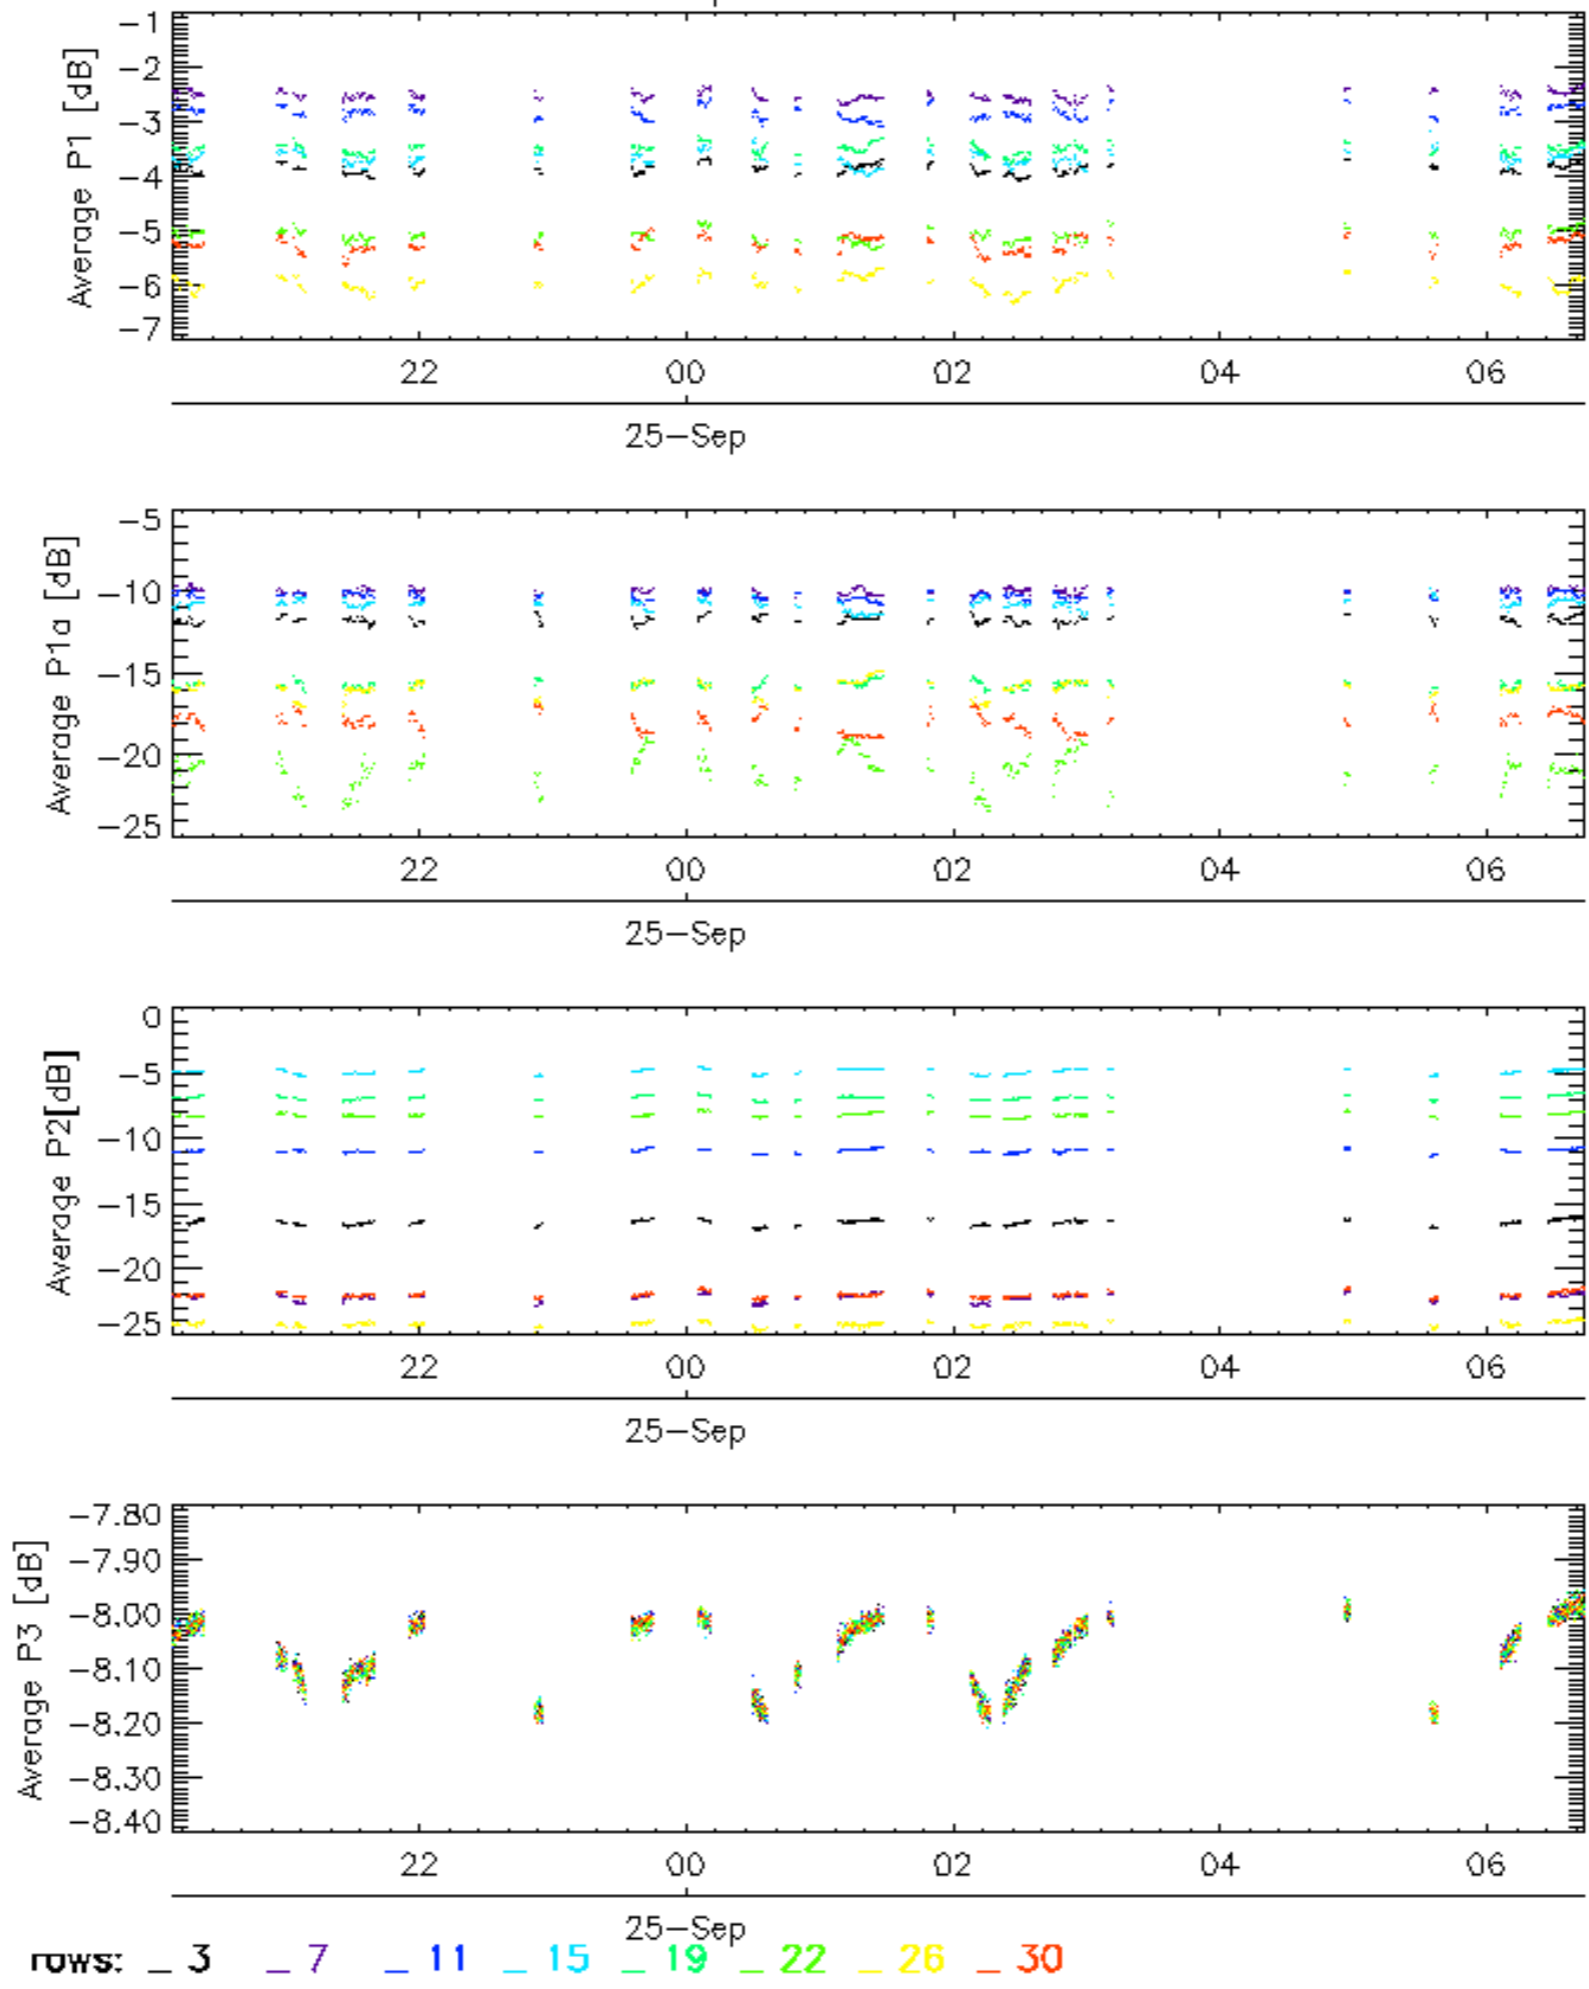 Average P1 [dB]
-1
-2
-3
-4
-5
-6
-7
22 00 02 04 06
25-Sep
Average P1a [dB]
-5
-10
-15
-20
-25
22 00 02 04 06
25-Sep
Average P2[dB]
0
-5
-10
-15
-20
-25
22 00 02 04 06
25-Sep
Average P3 [dB]
-7.80
-7.90
-8.00
-8.10
-8.20
-8.30
-8.40
22 00 02 04 06
25-Sep
rows: _ 3 _ 7 _ 11 _ 15 _ 19 _ 22 _ 26 _ 30